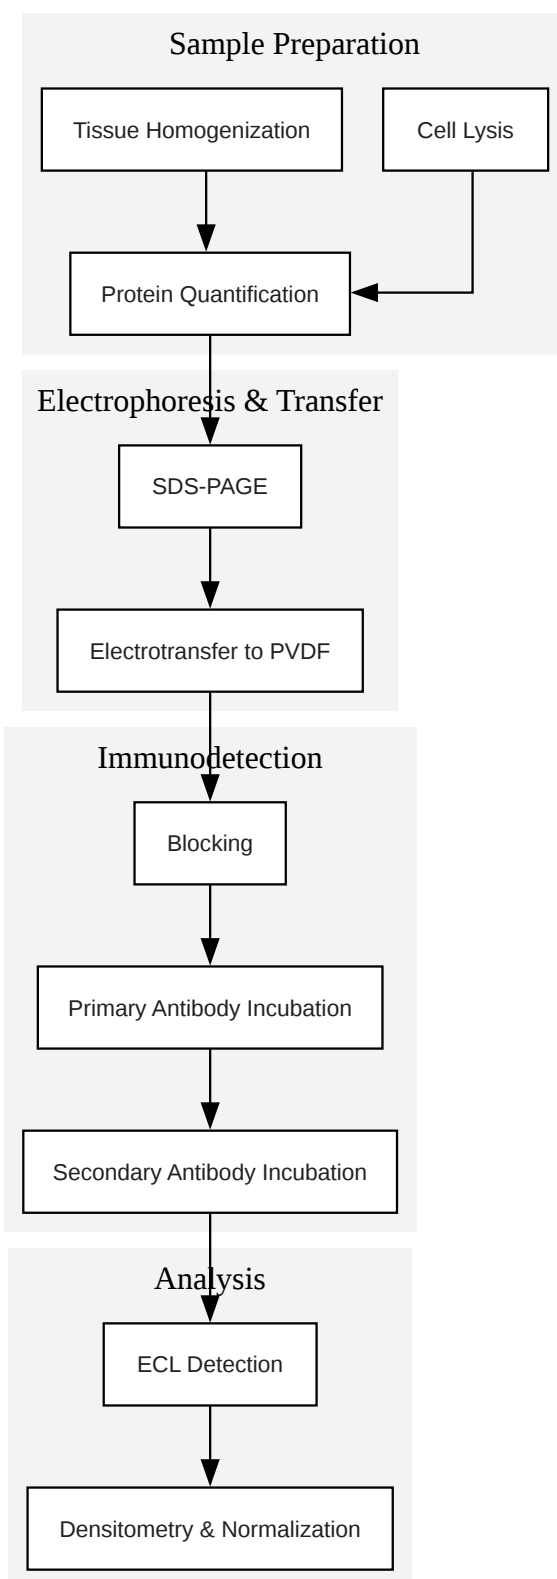 Sample Preparation
Tissue Homogenization
Cell Lysis
Protein Quantification
Electrophoresis & Transfer
SDS-PAGE
Electrotransfer to PVDF
Immunodetection
Blocking
Primary Antibody Incubation
Secondary Antibody Incubation
Analysis
ECL Detection
Densitometry & Normalization